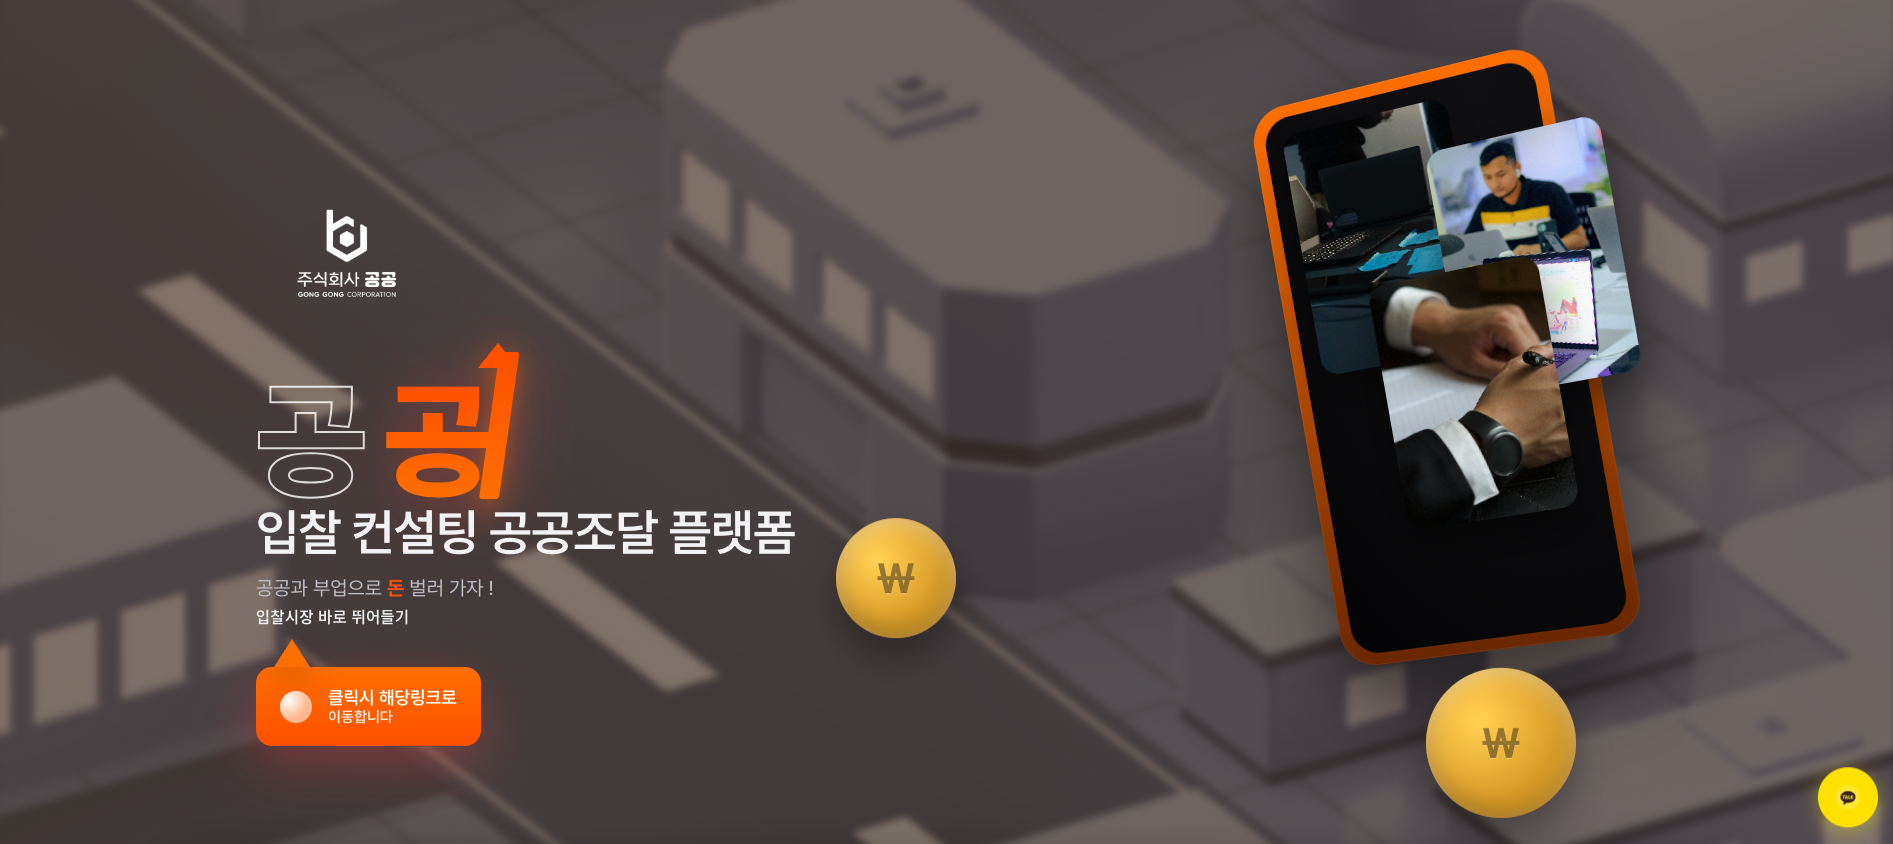 주식회사 공공
GONG GONG CORPORATION
공공
입찰 컨설팅 공공조달 플랫폼
공공과 부업으로 돈 벌러 가자 !
입찰시장 바로 뛰어들기
클릭시 해당링크로
이동합니다
₩
₩
TALK